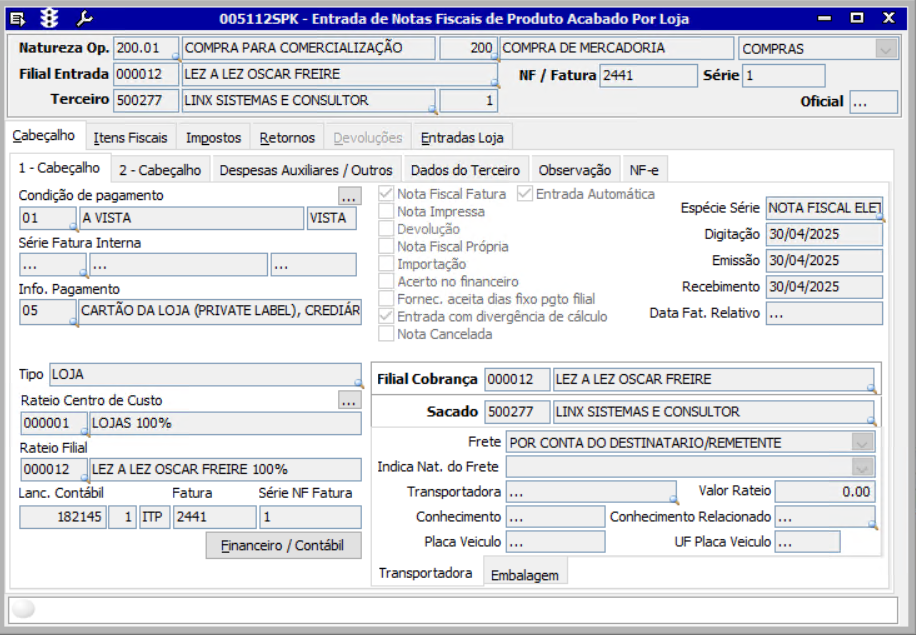 005112SPK - Entrada de Notas Fiscais de Produto Acabado Por Loja
Natureza Op. 200.01 COMPRA PARA COMERCIALIZAÇÃO 200 COMPRA DE MERCADORIA COMPRAS
Filial Entrada 000012 LEZ A LEZ OSCAR FREIRE NF / Fatura 2441 Série 1
Terceiro 500277 LINX SISTEMAS E CONSULTOR 1
Oficial ...
Cabeçalho Itens Fiscais Impostos Retornos Devoluções Entradas Loja
1 - Cabeçalho 2 - Cabeçalho Despesas Auxiliares / Outros Dados do Terceiro Observação NF-e
Condição de pagamento ...
01 A VISTA VISTA
Série Fatura Interna
... ... ...
Info. Pagamento
05 CARTÃO DA LOJA (PRIVATE LABEL), CREDIÁR
Nota Fiscal Fatura Entrada Automática
Nota Impressa
Devolução
Nota Fiscal Própria
Importação
Acerto no financeiro
Fornec. aceita dias fixo pgto filial
Entrada com divergência de cálculo
Nota Cancelada
Espécie Série NOTA FISCAL ELET
Digitação 30/04/2025
Emissão 30/04/2025
Recebimento 30/04/2025
Data Fat. Relativo ...
Tipo LOJA
Rateio Centro de Custo ...
000001 LOJAS 100%
Rateio Filial
000012 LEZ A LEZ OSCAR FREIRE 100%
Lanc. Contábil Fatura Série NF Fatura
182145 1 ITP 2441 1
Financeiro / Contábil
Filial Cobrança 000012 LEZ A LEZ OSCAR FREIRE
Sacado 500277 LINX SISTEMAS E CONSULTOR
Frete POR CONTA DO DESTINATARIO/REMETENTE
Indica Nat. do Frete
Transportadora ... Valor Rateio 0.00
Conhecimento ... Conhecimento Relacionado ...
Placa Veiculo ... UF Placa Veiculo ...
Transportadora Embalagem